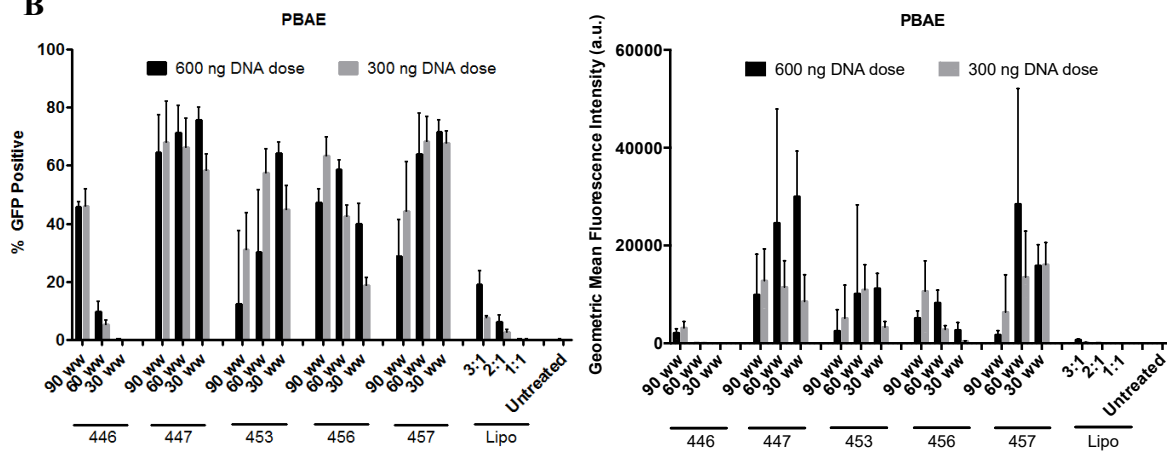 B
PBAE
600 ng DNA dose
300 ng DNA dose
% GFP Positive
100
80
60
40
20
0
90 ww
60 ww
30 ww
90 ww
60 ww
30 ww
90 ww
60 ww
30 ww
90 ww
60 ww
30 ww
90 ww
60 ww
30 ww
3:1
2:1
1:1
Untreated
446
447
453
456
457
Lipo
PBAE
600 ng DNA dose
300 ng DNA dose
Geometric Mean Fluorescence Intensity (a.u.)
60000
40000
20000
0
90 ww
60 ww
30 ww
90 ww
60 ww
30 ww
90 ww
60 ww
30 ww
90 ww
60 ww
30 ww
90 ww
60 ww
30 ww
3:1
2:1
1:1
Untreated
446
447
453
456
457
Lipo